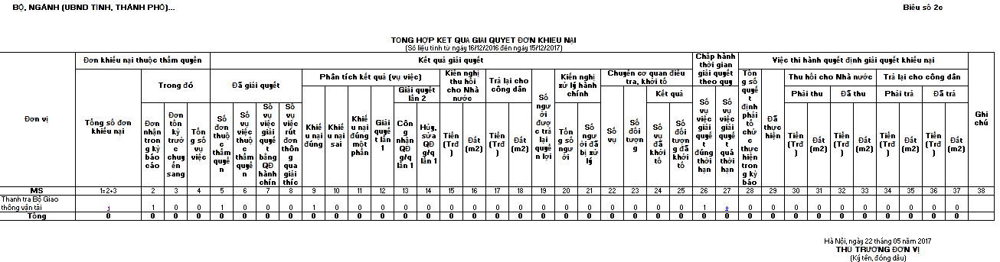 BỘ, NGÀNH (UBND TỈNH, THÀNH PHỐ)...
Biểu số 2c
TỔNG HỢP KẾT QUẢ GIẢI QUYẾT ĐƠN KHIẾU NẠI
(Số liệu tính từ ngày 16/12/2016 đến ngày 15/12/2017)
Đơn vị
Đơn khiếu nại thuộc thẩm quyền
Kết quả giải quyết
Chấp hành thời gian giải quyết theo quy
Việc thi hành quyết định giải quyết khiếu nại
Ghi chú
Tổng số đơn khiếu nại
Trong đó
Đã giải quyết
Phân tích kết quả (vụ việc)
Kiến nghị thu hồi cho Nhà nước
Trả lại cho công dân
Số người được trả lại quyền lợi
Kiến nghị xử lý hành chính
Chuyển cơ quan điều tra, khởi tố
Số vụ việc giải quyết đúng thời hạn
Số vụ việc giải quyết quá thời hạn
Tổng số quyết định phải tổ chức thực hiện trong kỳ báo
Đã thực hiện
Thu hồi cho Nhà nước
Trả lại cho công dân
Đơn nhận trong kỳ báo cáo
Đơn tồn kỳ trước chuyển sang
Tổng số vụ việc
Số đơn thuộc thẩm quyền
Số vụ việc thuộc thẩm quyền
Số vụ việc giải quyết bằng QĐ hành chín
Số vụ việc rút đơn thông qua giải thíc
Khiếu nại đúng
Khiếu nại sai
Khiếu nại đúng một phần
Giải quyết lần 1
Giải quyết lần 2
Công nhận QĐ g/q lần 1
Hủy, sửa QĐ g/q lần 1
Tiền (Trđ)
Đất (m2)
Tiền (Trđ)
Đất (m2)
Tổng số người
Số người đã bị xử lý
Số vụ
Số đối tượng
Kết quả
Số vụ đã khởi tố
Số đối tượng đã khởi tố
Phải thu
Đã thu
Phải trả
Đã trả
Tiền (Trđ)
Đất (m2)
Tiền (Trđ)
Đất (m2)
Tiền (Trđ)
Đất (m2)
Tiền (Trđ)
Đất (m2)
MS 1=2+3 2 3 4 5 6 7 8 9 10 11 12 13 14 15 16 17 18 19 20 21 22 23 24 25 26 27 28 29 30 31 32 33 34 35 36 37 38
Thanh tra Bộ Giao thông vận tải 1 1 0 0 1 0 0 0 1 0 0 0 0 0 0 0 0 0 0 0 0 0 0 0 0 1 0 0 0 0 0 0 0 0 0 0 0
Tổng 0 0 0 0 0 0 0 0 0 0 0 0 0 0 0 0 0 0 0 0 0 0 0 0 0 0 0 0 0 0 0 0 0 0 0 0 0
Hà Nội, ngày 22 tháng 05 năm 2017
THỦ TRƯỞNG ĐƠN VỊ
(Ký tên, đóng dấu)